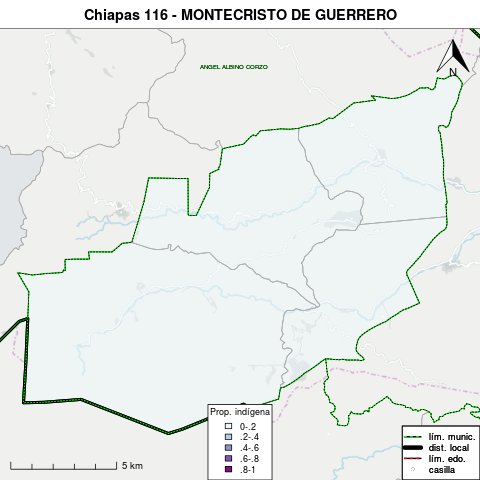 Chiapas 116 - MONTECRISTO DE GUERRERO
ANGEL ALBINO CORZO
N
Prop. indígena
0-.2
.2-.4
.4-.6
.6-.8
.8-1
5 km
lím. munic.
dist. local
lím. edo.
casilla